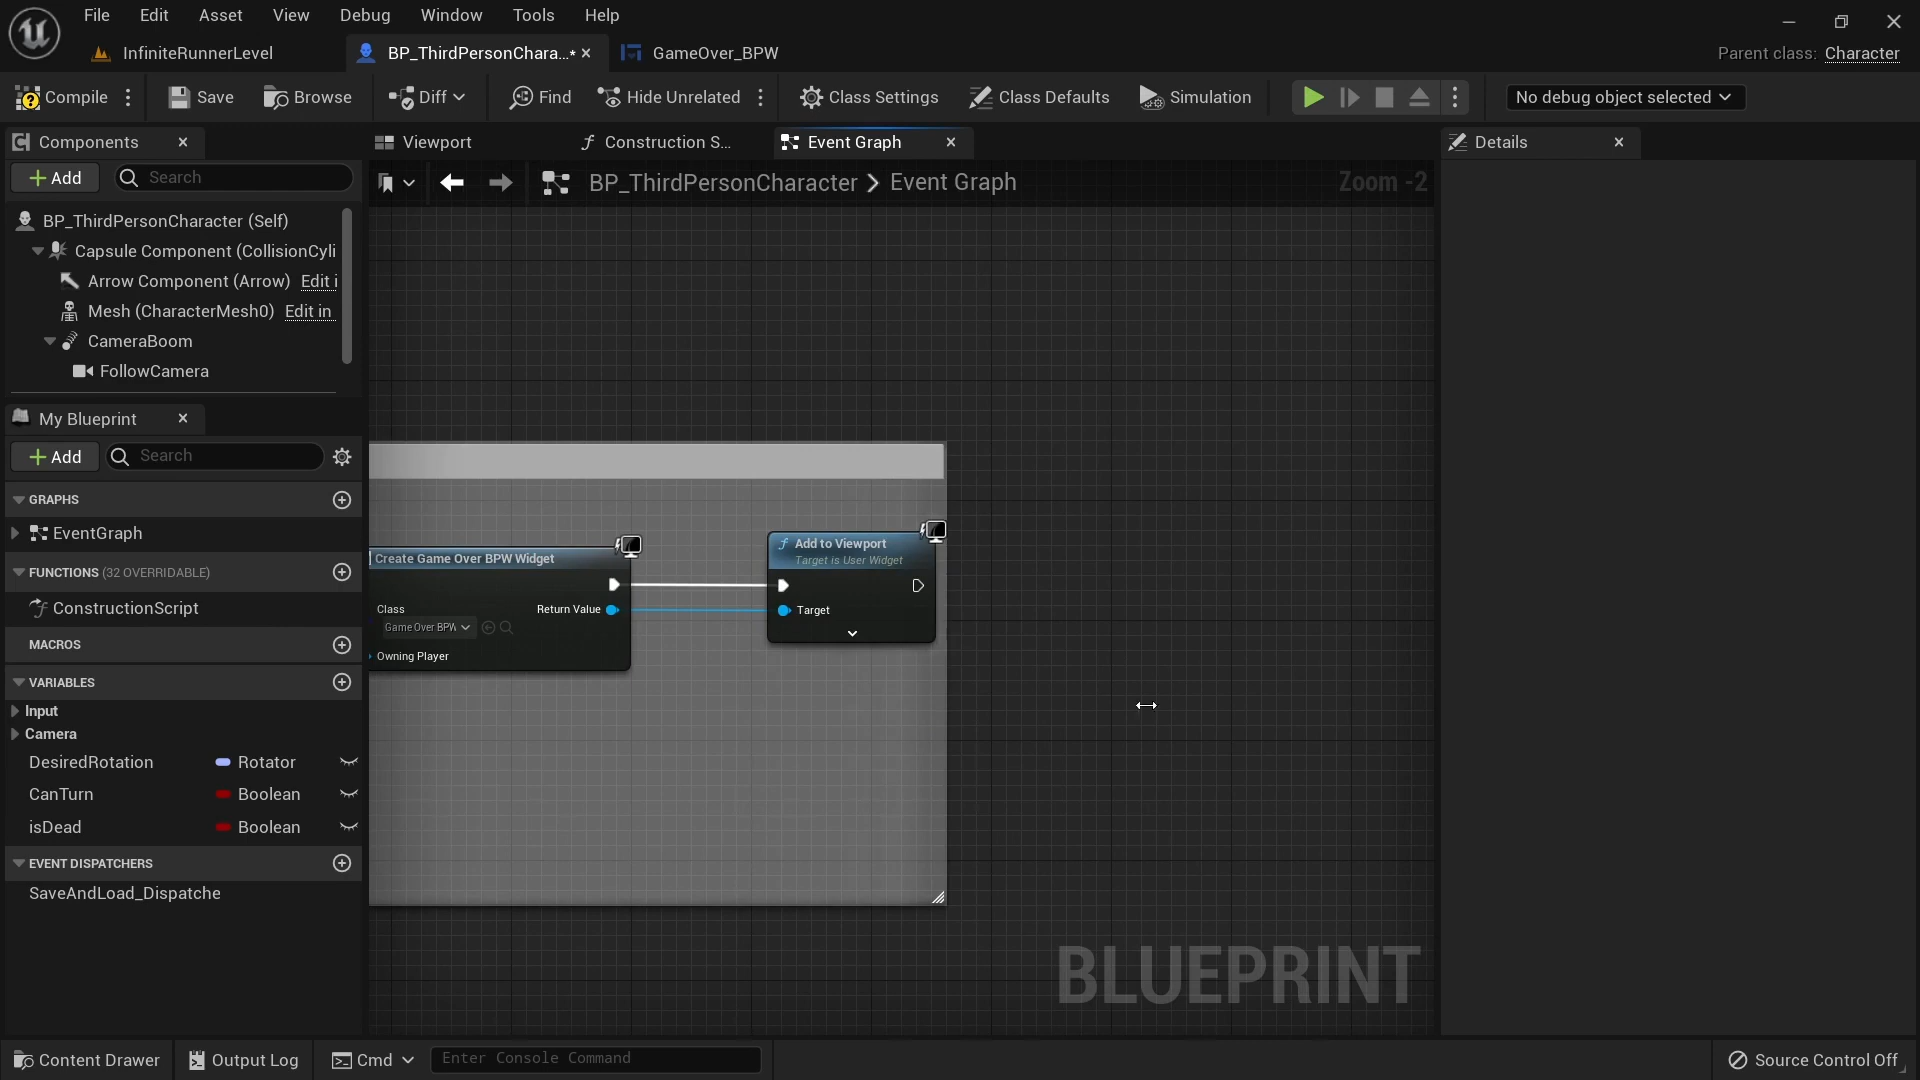 File Edit Asset View Debug Window Tools Help
InfiniteRunnerLevel
BP_ThirdPersonChara...*
GameOver_BPW
Parent class: Character
Compile
Save
Browse
Diff
Find
Hide Unrelated
Class Settings
Class Defaults
Simulation
No debug object selected
Components
Viewport
Construction S...
Event Graph
Details
Add
Search
BP_ThirdPersonCharacter > Event Graph
Zoom -2
BP_ThirdPersonCharacter (Self)
Capsule Component (CollisionCyli
Arrow Component (Arrow) Edit i
Mesh (CharacterMesh0) Edit in
CameraBoom
FollowCamera
My Blueprint
Add
Search
GRAPHS
EventGraph
FUNCTIONS (32 OVERRIDABLE)
ConstructionScript
MACROS
VARIABLES
Input
Camera
DesiredRotation Rotator
CanTurn Boolean
isDead Boolean
EVENT DISPATCHERS
SaveAndLoad_Dispatche
Create Game Over BPW Widget
Class
Return Value
Game Over BPW
Owning Player
Add to Viewport
Target is User Widget
Target
BLUEPRINT
Content Drawer
Output Log
Cmd
Enter Console Command
Source Control Off